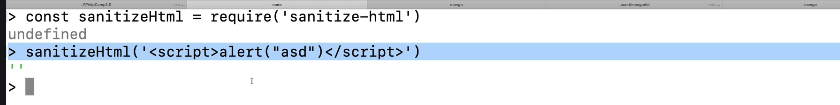 > const sanitizeHtml = require('sanitize-html')
undefined
> sanitizeHtml('<script>alert("asd")</script>')
''
>